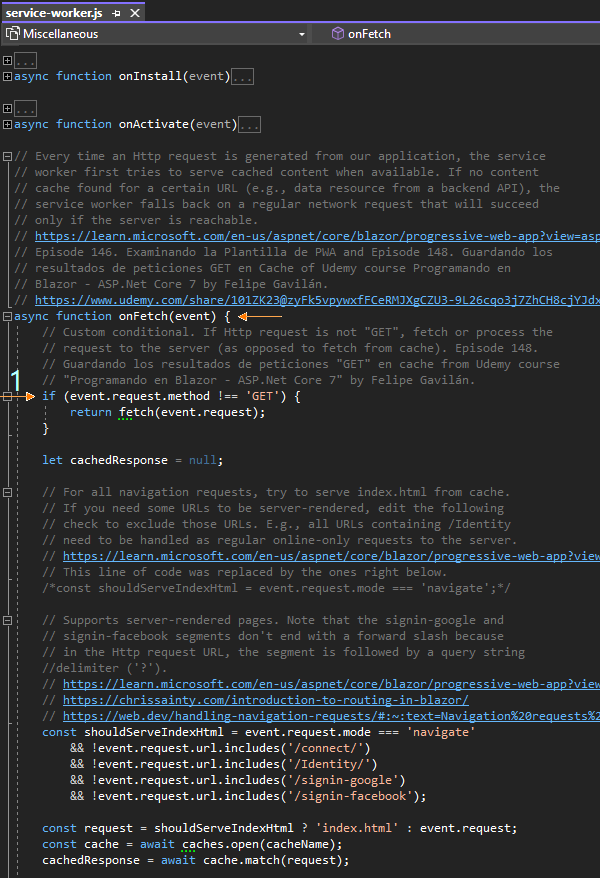 service-worker.js
Miscellaneous
onFetch
...
async function onInstall(event)...
...
async function onActivate(event)...
// Every time an Http request is generated from our application, the service
// worker first tries to serve cached content when available. If no content
// cache found for a certain URL (e.g., data resource from a backend API), the
// service worker falls back on a regular network request that will succeed
// only if the server is reachable.
// https://learn.microsoft.com/en-us/aspnet/core/blazor/progressive-web-app?view=asp
// Episode 146. Examinando la Plantilla de PWA and Episode 148. Guardando los
// resultados de peticiones GET en Cache of Udemy course Programando en
// Blazor - ASP.Net Core 7 by Felipe Gavilán.
// https://www.udemy.com/share/101ZK23@zyFk5vpywxfFCeRMJXgCZU3-9L26cqo3j7ZhCH8cjYJdx
async function onFetch(event) {
// Custom conditional. If Http request is not "GET", fetch or process the
// request to the server (as opposed to fetch from cache). Episode 148.
// Guardando los resultados de peticiones "GET" en cache from Udemy course
// "Programando en Blazor - ASP.Net Core 7" by Felipe Gavilán.
1
if (event.request.method !== 'GET') {
return fetch(event.request);
}
let cachedResponse = null;
// For all navigation requests, try to serve index.html from cache.
// If you need some URLs to be server-rendered, edit the following
// check to exclude those URLs. E.g., all URLs containing /Identity
// need to be handled as regular online-only requests to the server.
// https://learn.microsoft.com/en-us/aspnet/core/blazor/progressive-web-app?view
// This line of code was replaced by the ones right below.
/*const shouldServeIndexHtml = event.request.mode === 'navigate';*/
// Supports server-rendered pages. Note that the signin-google and
// signin-facebook segments don't end with a forward slash because
// in the Http request URL, the segment is followed by a query string
//delimiter ('?').
// https://learn.microsoft.com/en-us/aspnet/core/blazor/progressive-web-app?view
// https://chrissainty.com/introduction-to-routing-in-blazor/
// https://web.dev/handling-navigation-requests/#:~:text=Navigation%20requests%2
const shouldServeIndexHtml = event.request.mode === 'navigate'
&& !event.request.url.includes('/connect/')
&& !event.request.url.includes('/Identity/')
&& !event.request.url.includes('/signin-google')
&& !event.request.url.includes('/signin-facebook');
const request = shouldServeIndexHtml ? 'index.html' : event.request;
const cache = await caches.open(cacheName);
cachedResponse = await cache.match(request);